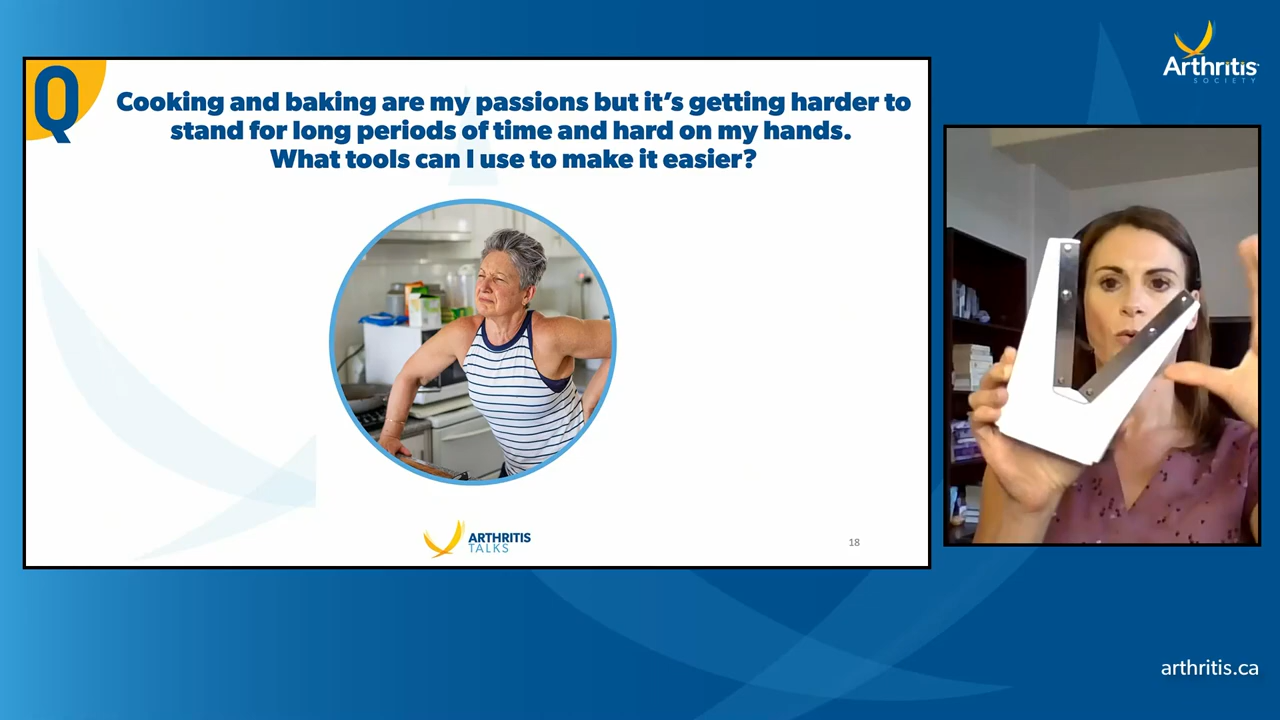 Q
Cooking and baking are my passions but it's getting harder to
stand for long periods of time and hard on my hands.
What tools can I use to make it easier?
ARTHRITIS
TALKS
18
Arthritis
SOCIETY
arthritis.ca